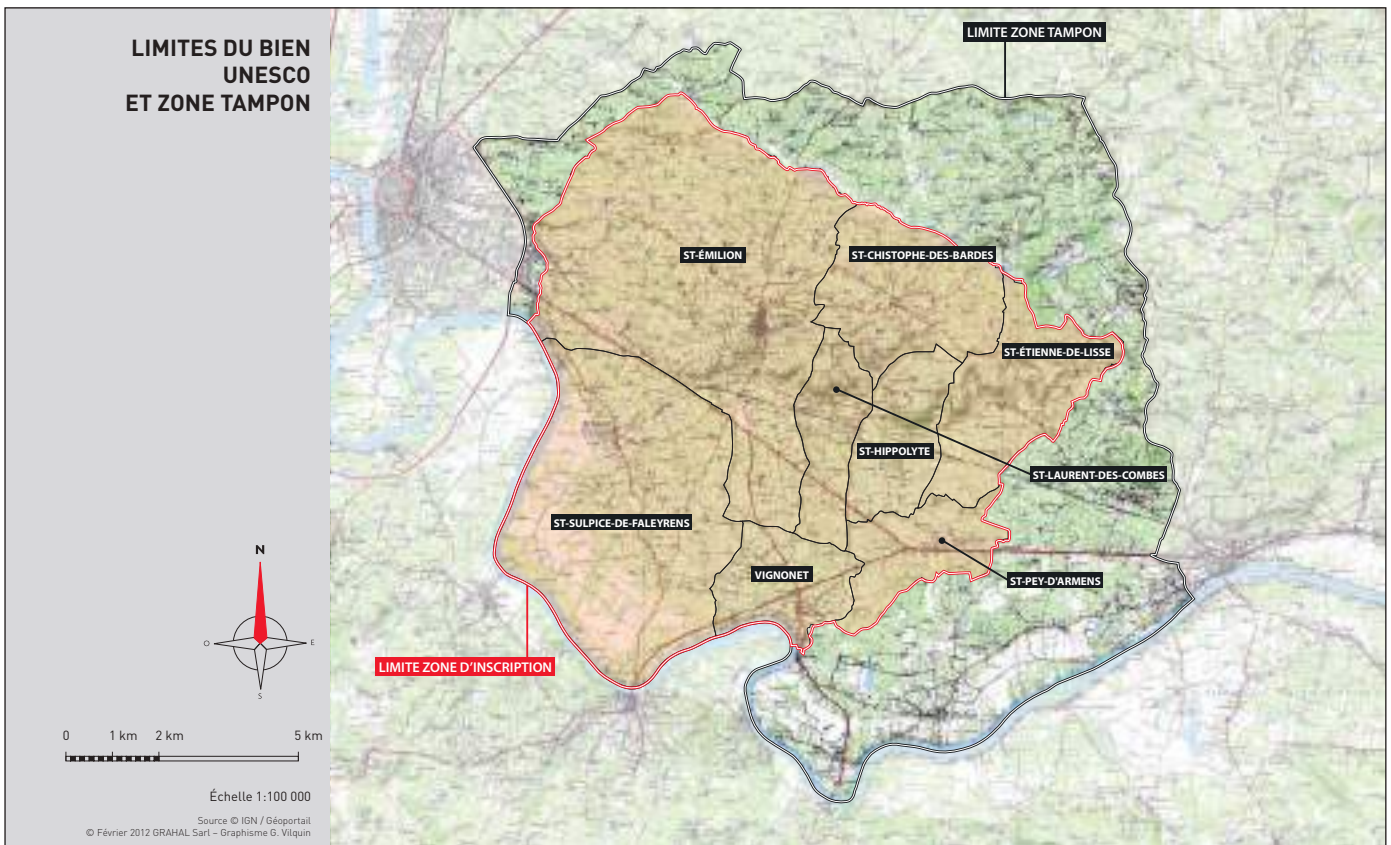 LIMITES DU BIEN
UNESCO
ET ZONE TAMPON
LIMITE ZONE TAMPON
ST-ÉMILION
ST-CHISTOPHE-DES-BARDES
ST-ÉTIENNE-DE-LISSE
ST-HIPPOLYTE
ST-LAURENT-DES-COMBES
ST-SULPICE-DE-FALEYRENS
VIGNONET
ST-PEY-D'ARMENS
LIMITE ZONE D'INSCRIPTION
N
O
E
S
0 1 km 2 km 5 km
Échelle 1:100 000
Source © IGN / Géoportail
© Février 2012 GRAHAL Sarl – Graphisme G. Vilquin